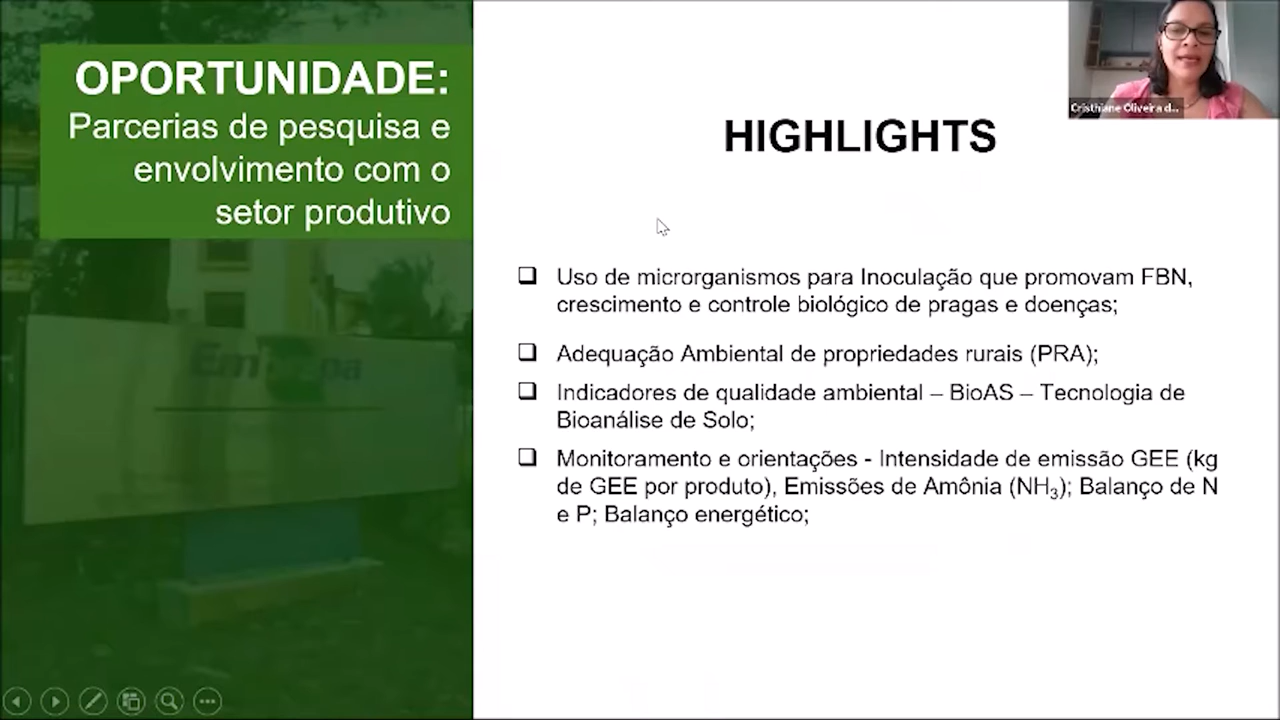 OPORTUNIDADE:
Parcerias de pesquisa e
envolvimento com o
setor produtivo
Cristhiane Oliveira d...
HIGHLIGHTS
Uso de microrganismos para Inoculação que promovam FBN,
crescimento e controle biológico de pragas e doenças;
Adequação Ambiental de propriedades rurais (PRA);
Indicadores de qualidade ambiental – BioAS – Tecnologia de
Bioanálise de Solo;
Monitoramento e orientações - Intensidade de emissão GEE (kg
de GEE por produto), Emissões de Amônia (NH₃); Balanço de N
e P; Balanço energético;